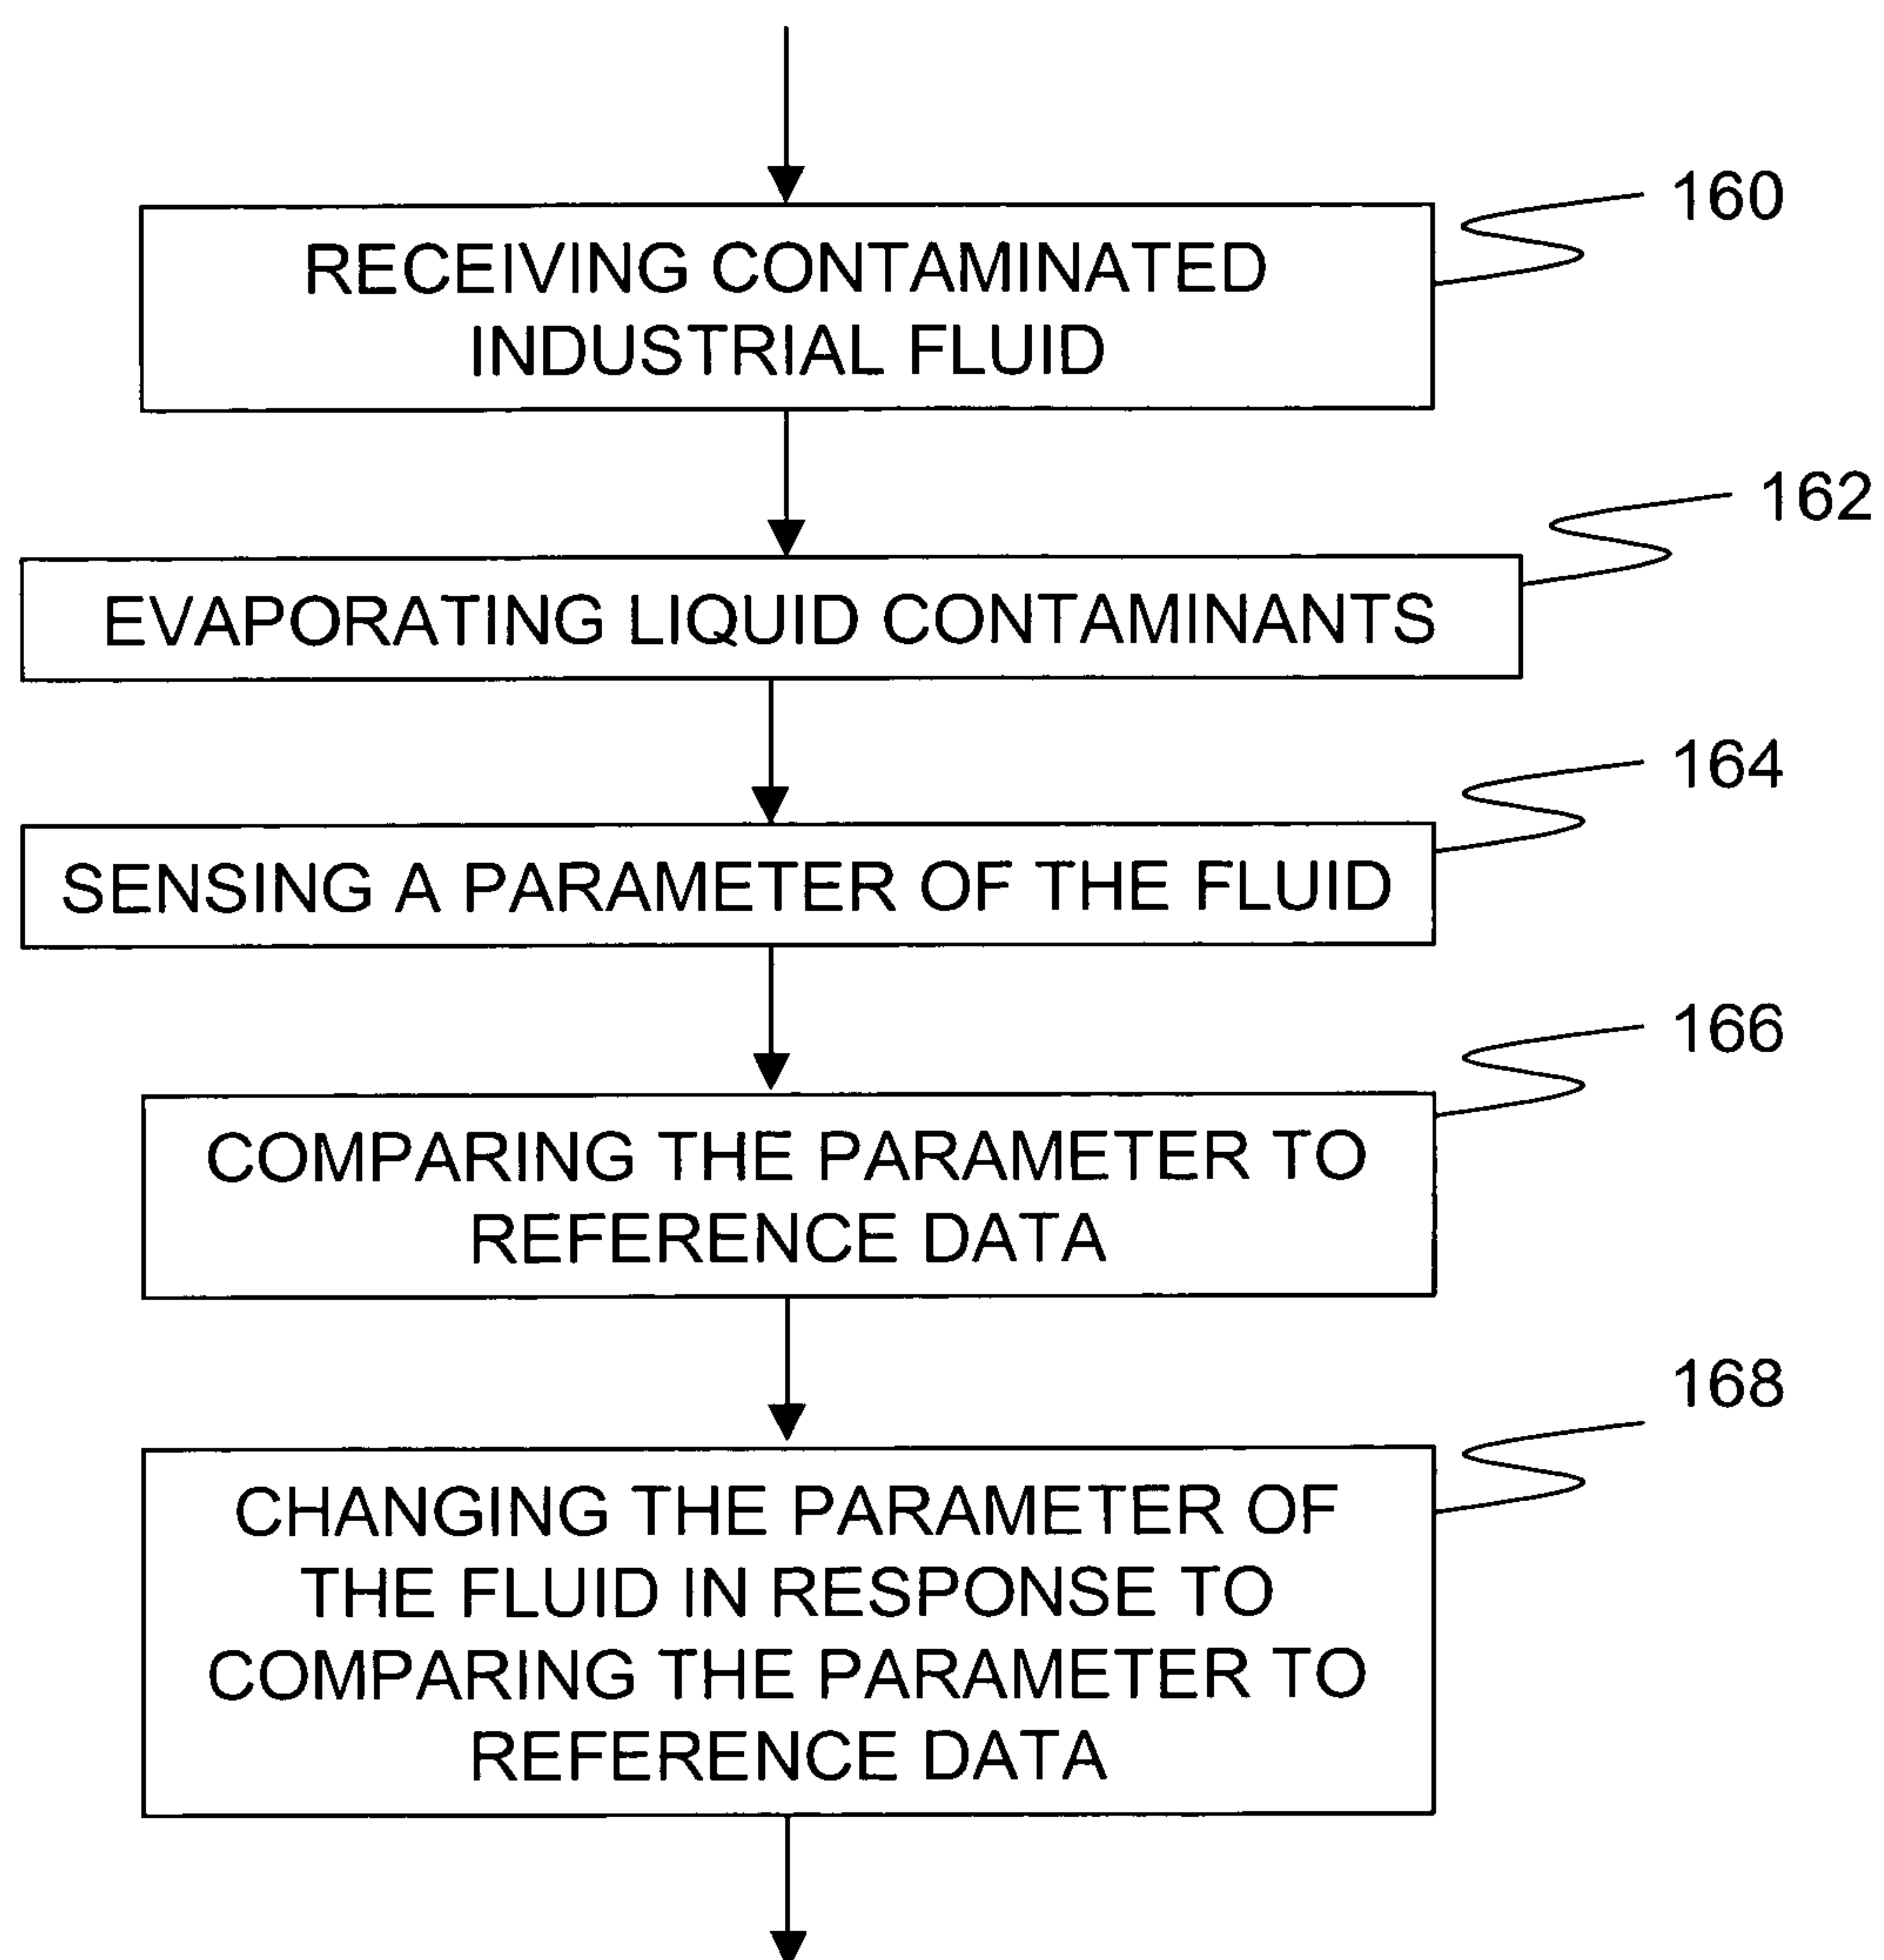 160
RECEIVING CONTAMINATED
INDUSTRIAL FLUID
162
EVAPORATING LIQUID CONTAMINANTS
164
SENSING A PARAMETER OF THE FLUID
166
COMPARING THE PARAMETER TO
REFERENCE DATA
168
CHANGING THE PARAMETER OF
THE FLUID IN RESPONSE TO
COMPARING THE PARAMETER TO
REFERENCE DATA